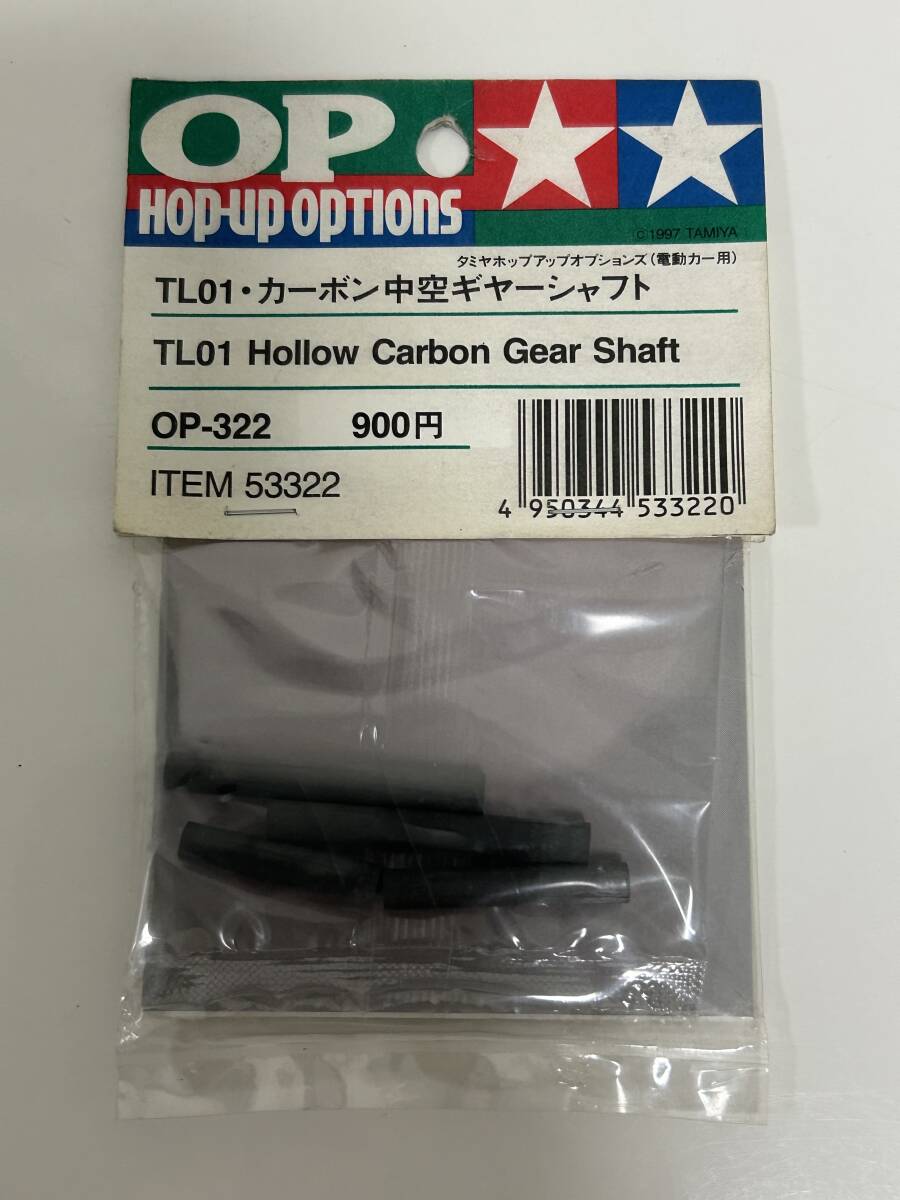 OP
HOP-UP OPTIONS
©1997 TAMIYA
タミヤホップアップオプションズ(電動カー用)
TL01・カーボン中空ギヤーシャフト
TL01 Hollow Carbon Gear Shaft
OP-322 900円
ITEM 53322
4 950344 533220